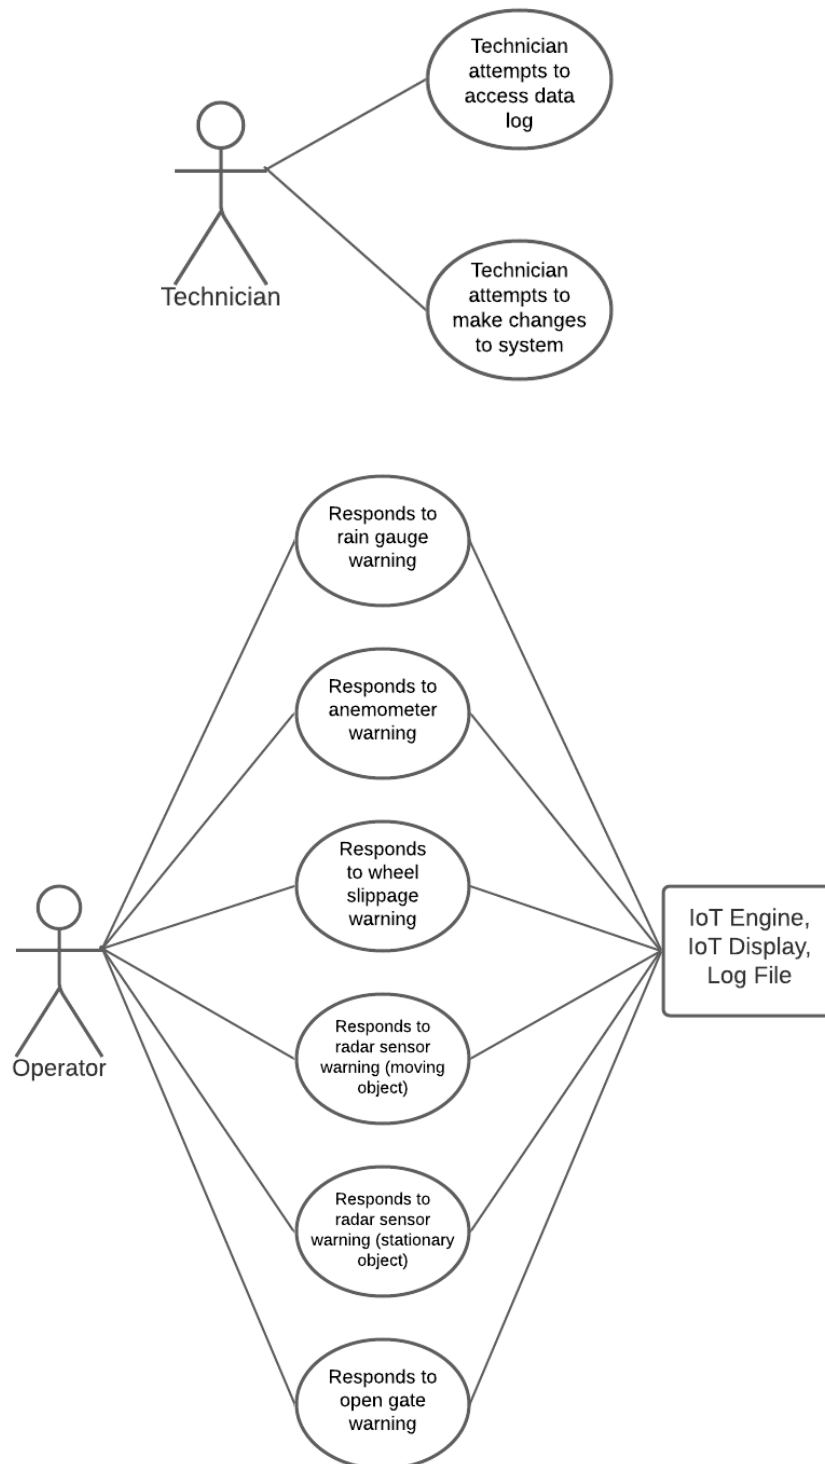 Technician
attempts to
access data
log
Technician
Technician
attempts to
make changes
to system
Responds to
rain gauge
warning
Responds to
anemometer
warning
Responds
to wheel
slippage
warning
Operator
IoT Engine,
IoT Display,
Log File
Responds to
radar sensor
warning (moving
object)
Responds to
radar sensor
warning (stationary
object)
Responds to
open gate
warning